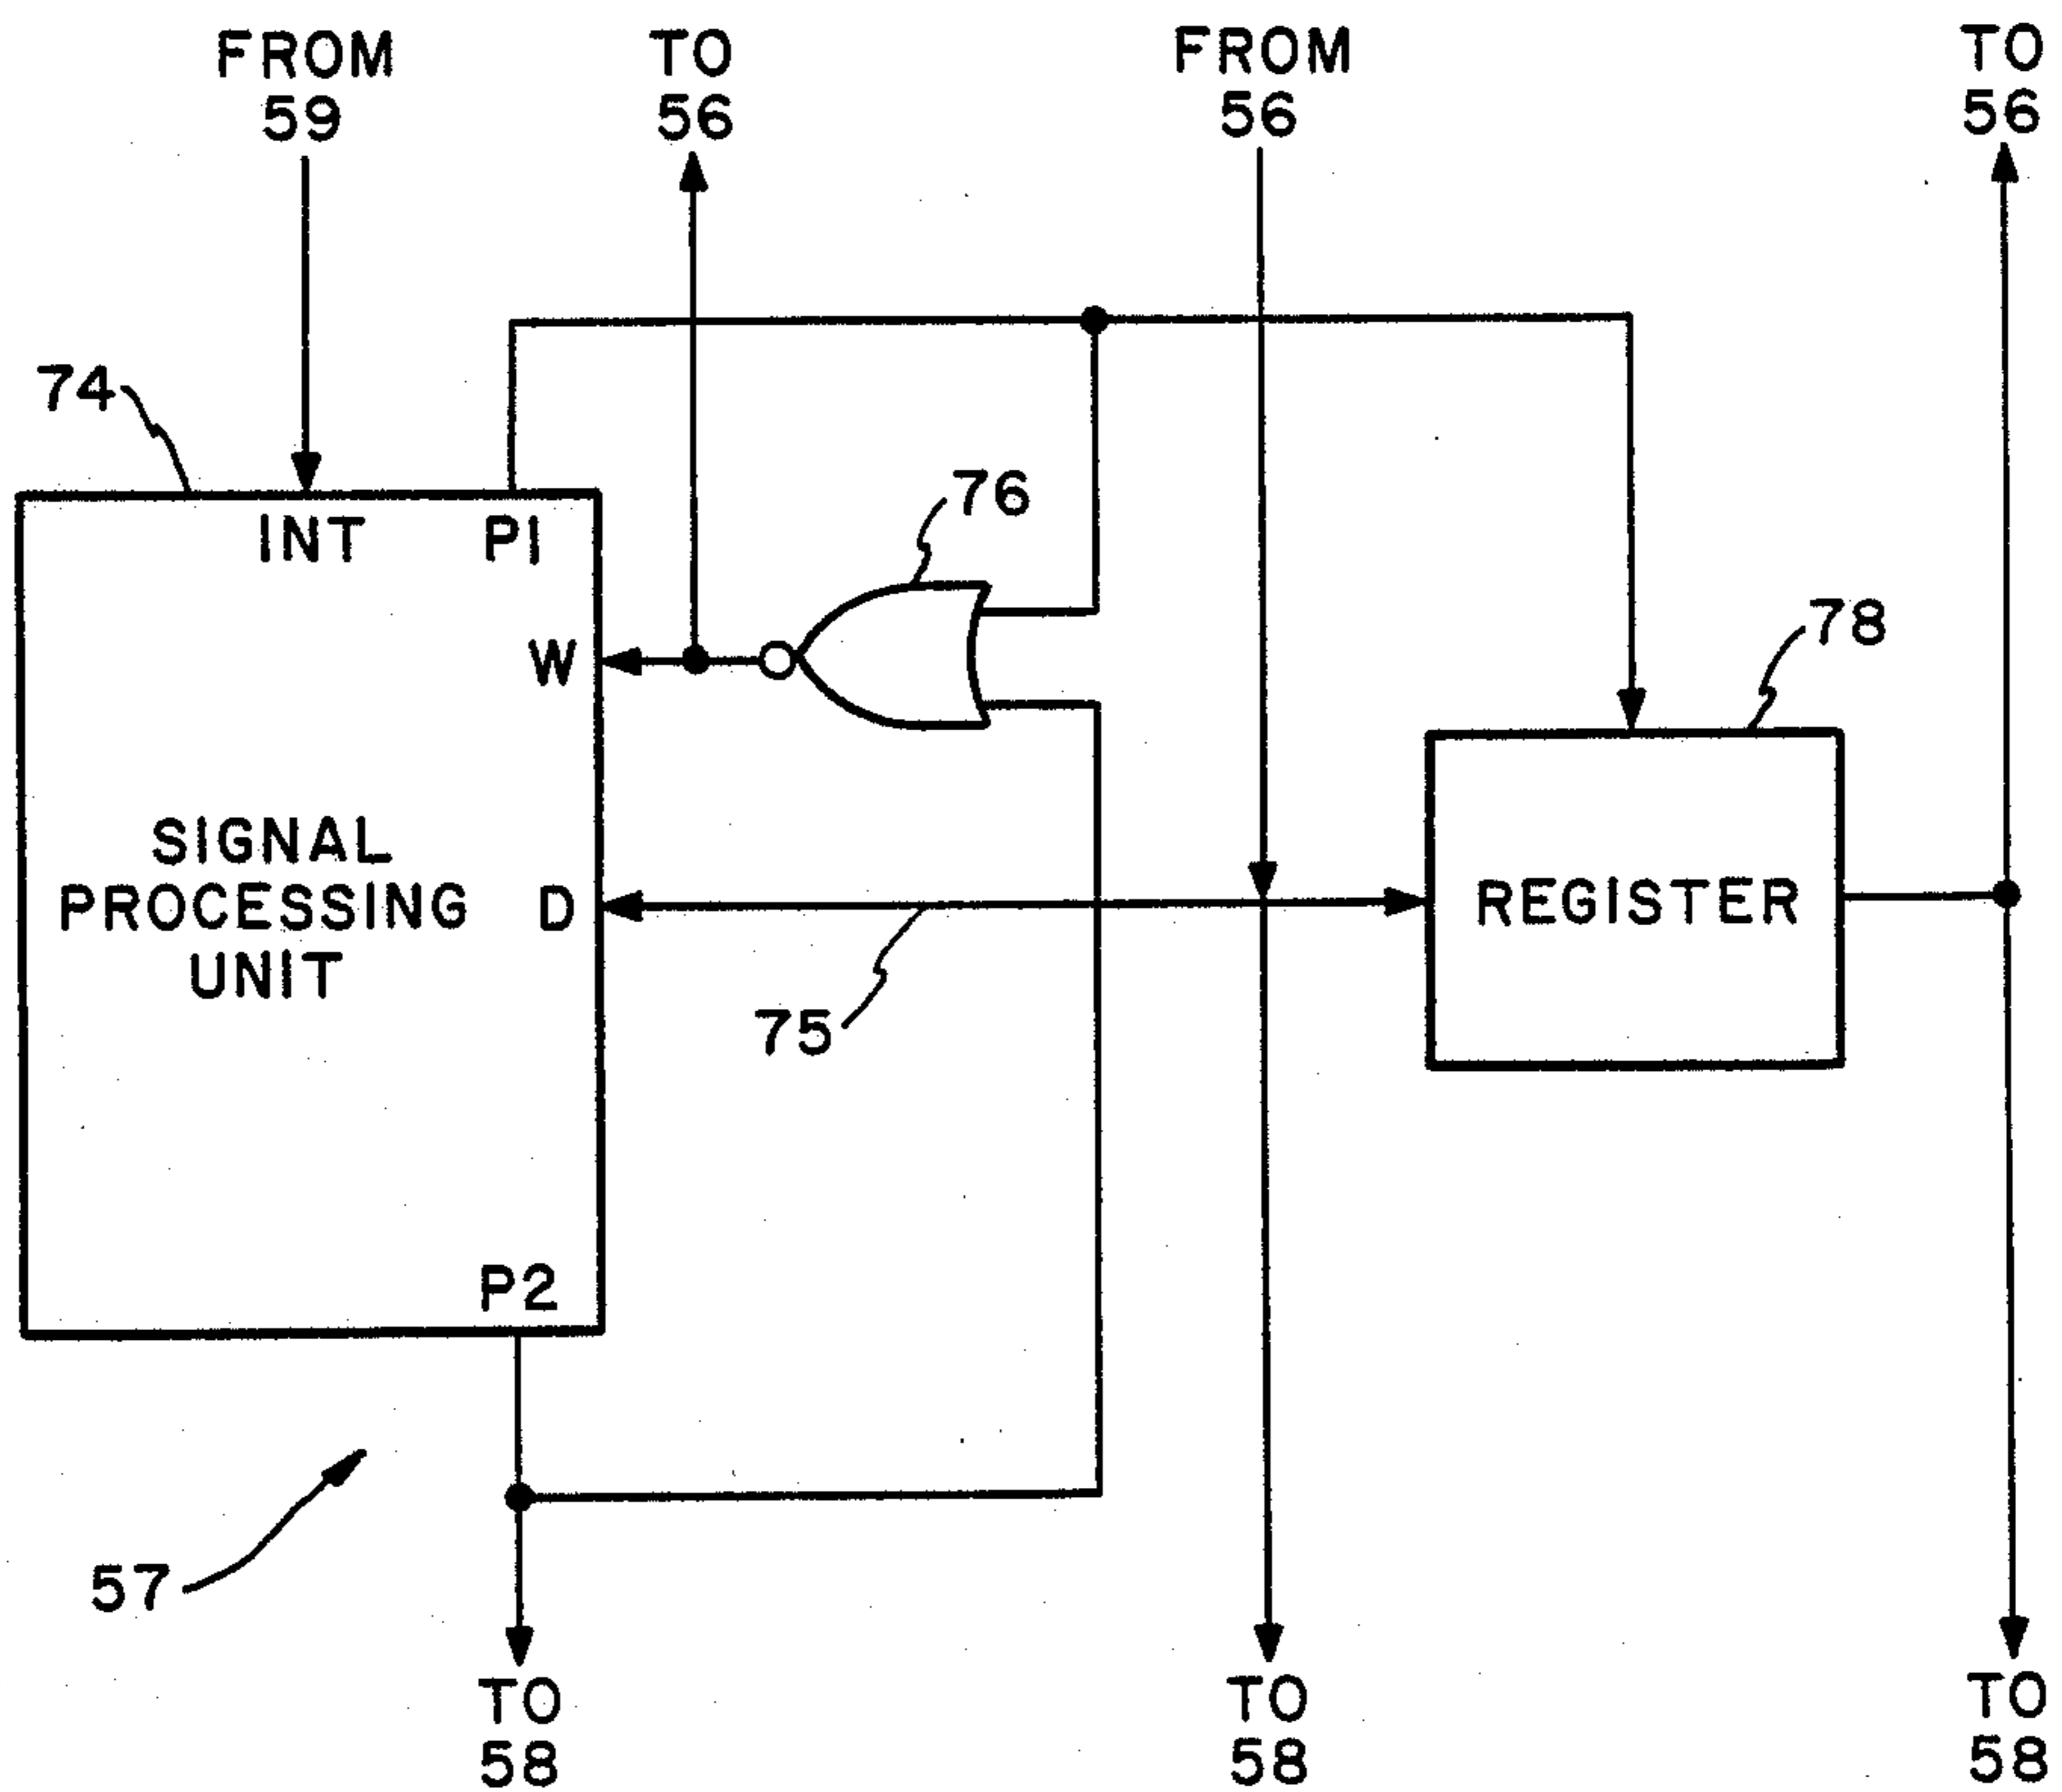 FROM
59
TO
56
FROM
56
TO
56
74
INT
P1
76
W
78
SIGNAL
PROCESSING
UNIT
D
REGISTER
75
P2
57
TO
58
TO
58
TO
58